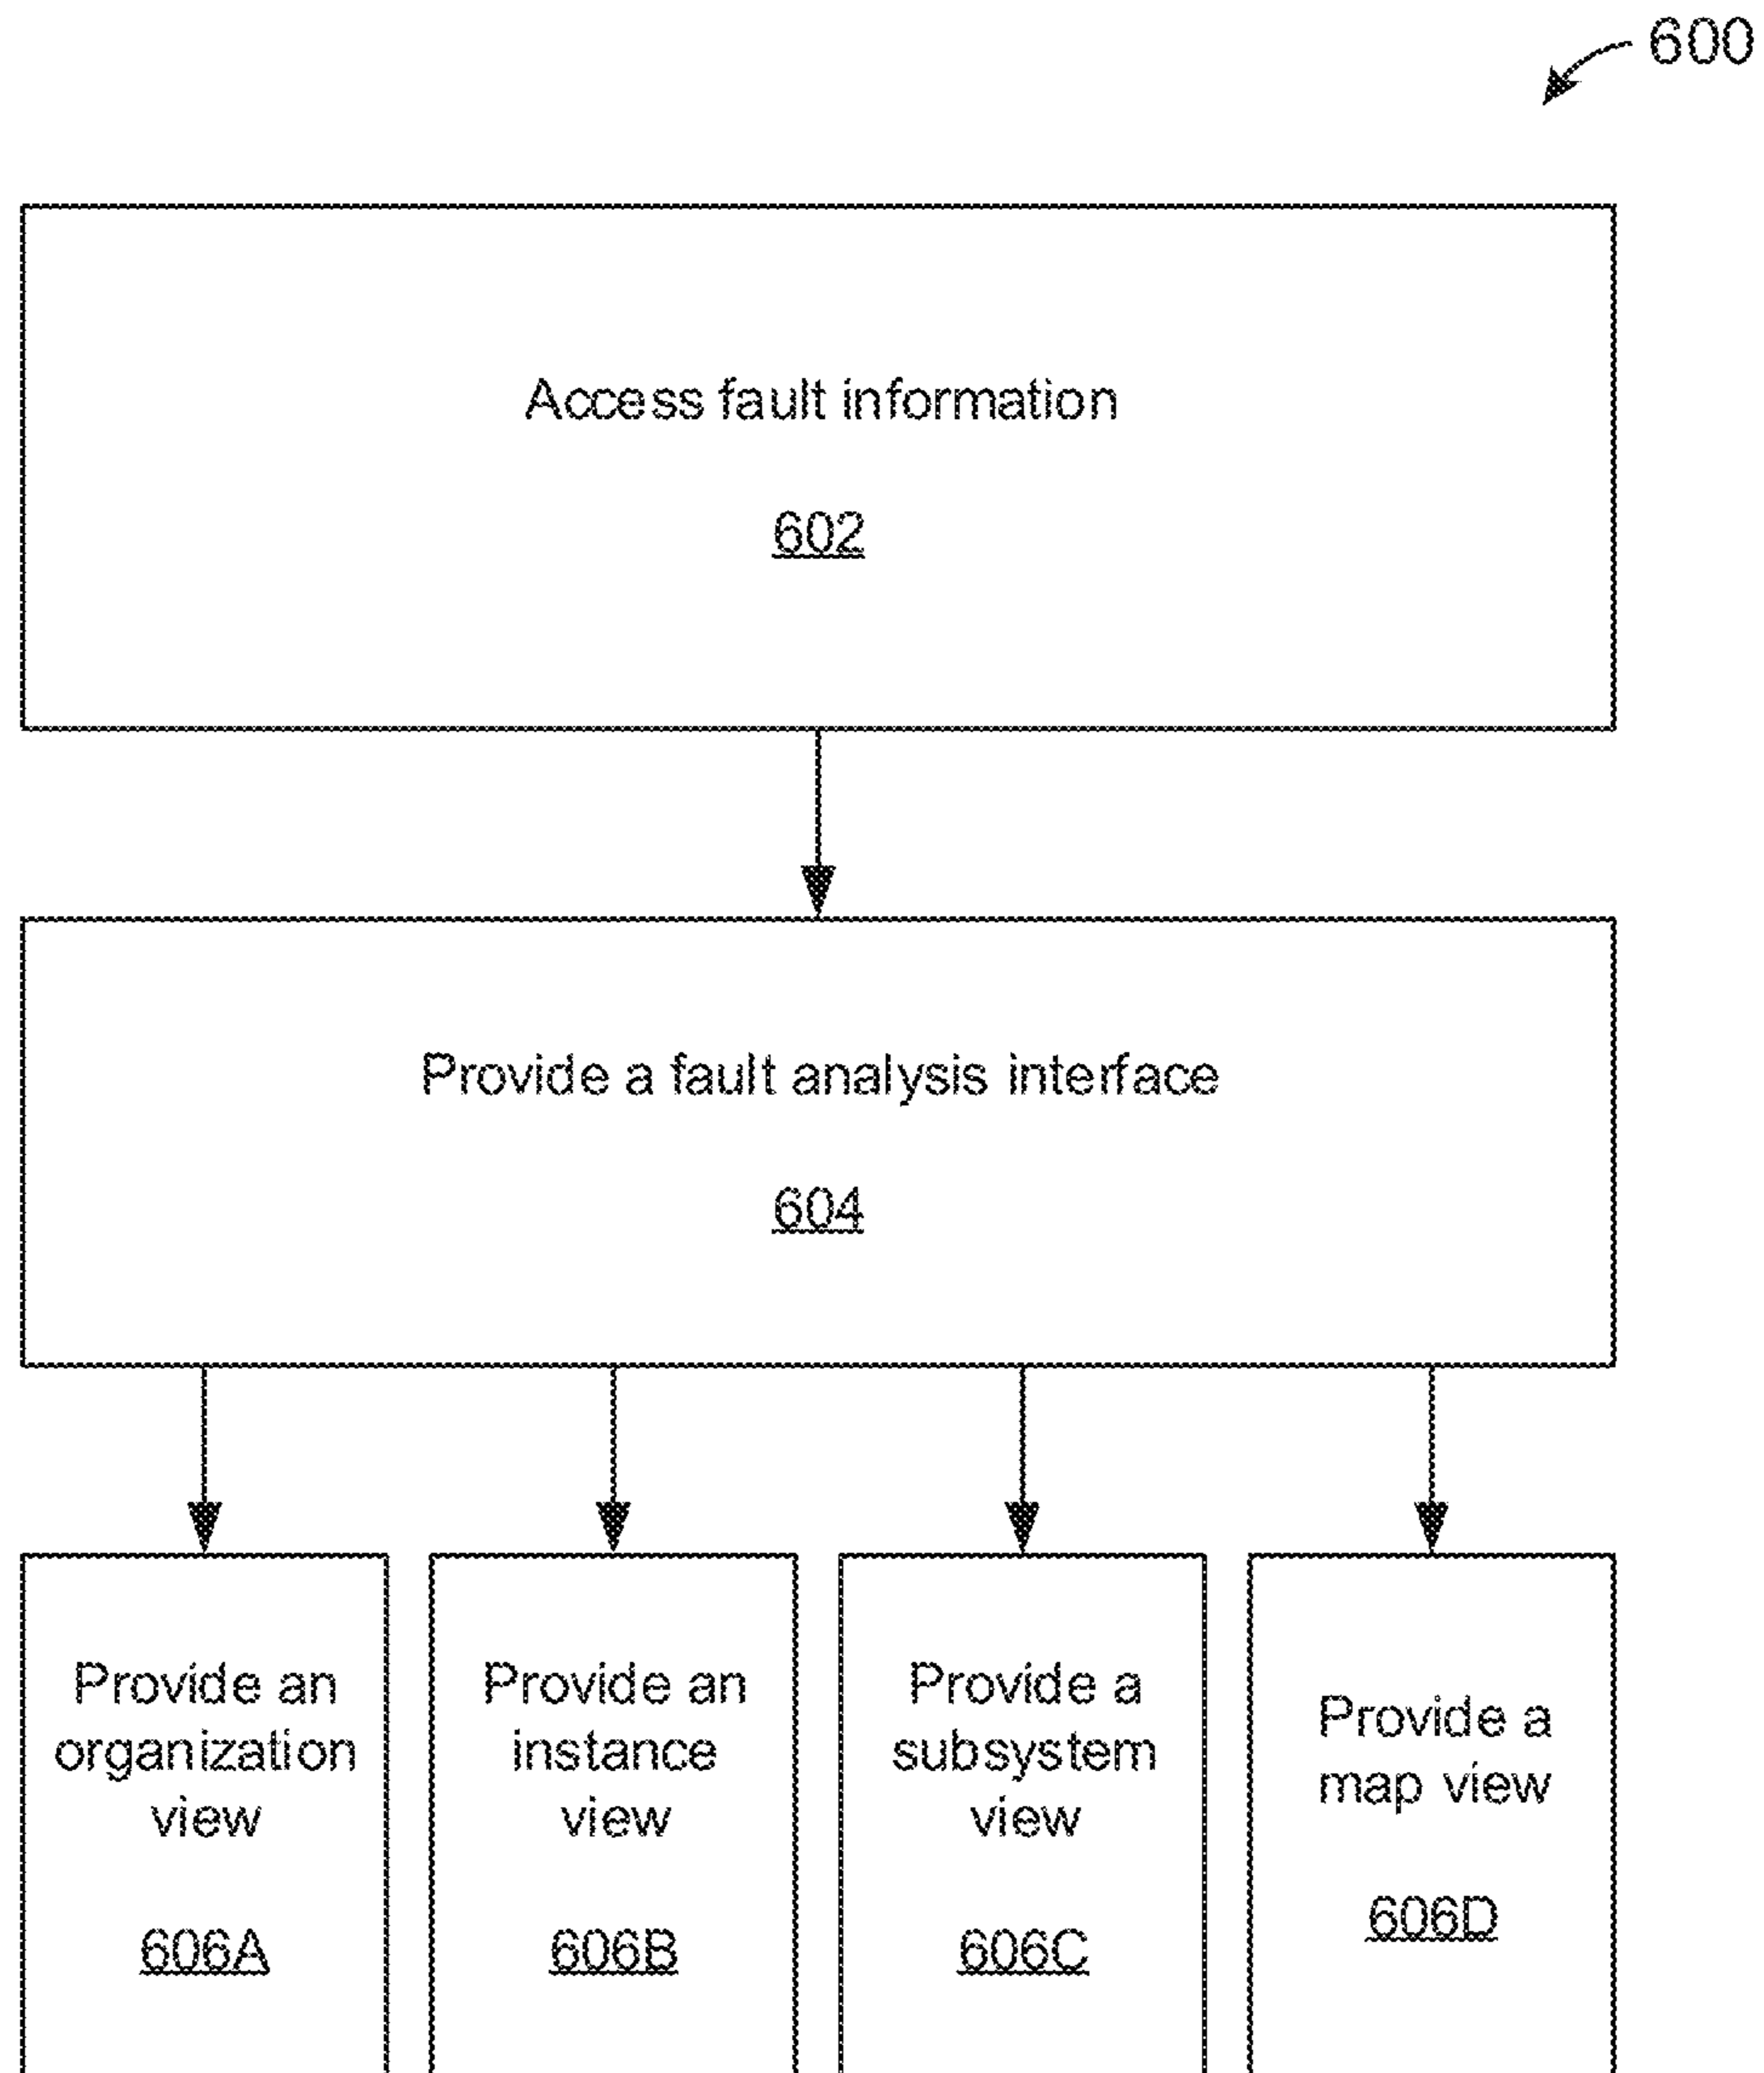 600
Access fault information
602
Provide a fault analysis interface
604
Provide an
organization
view
606A
Provide an
instance
view
606B
Provide a
subsystem
view
606C
Provide a
map view
606D